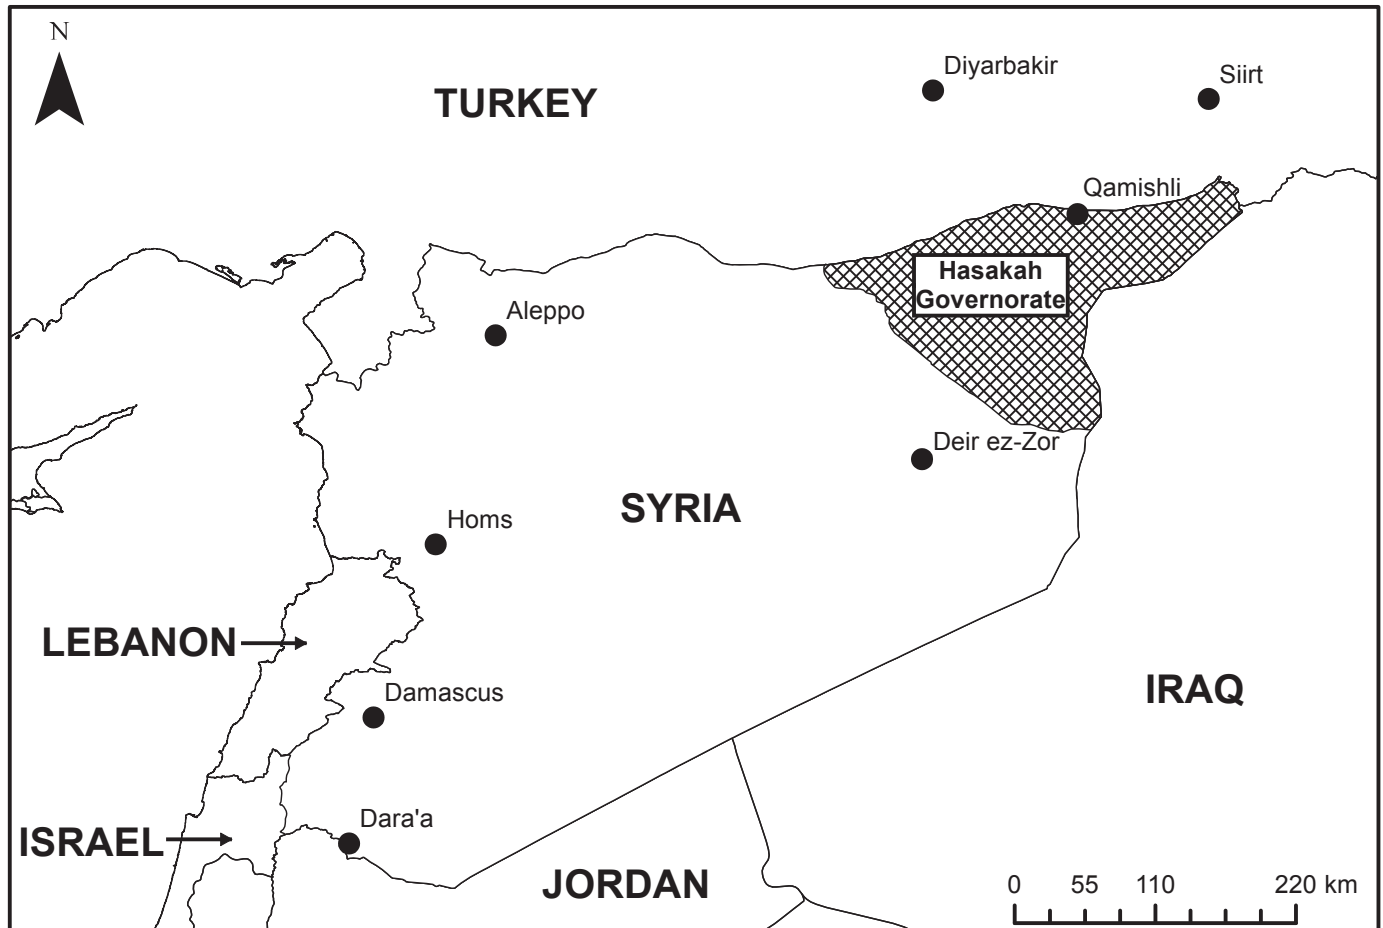 N
Diyarbakir
Siirt
TURKEY
Qamishli
Hasakah
Governorate
Aleppo
Deir ez-Zor
SYRIA
Homs
LEBANON
IRAQ
Damascus
Dara'a
ISRAEL
JORDAN
0 55 110 220 km